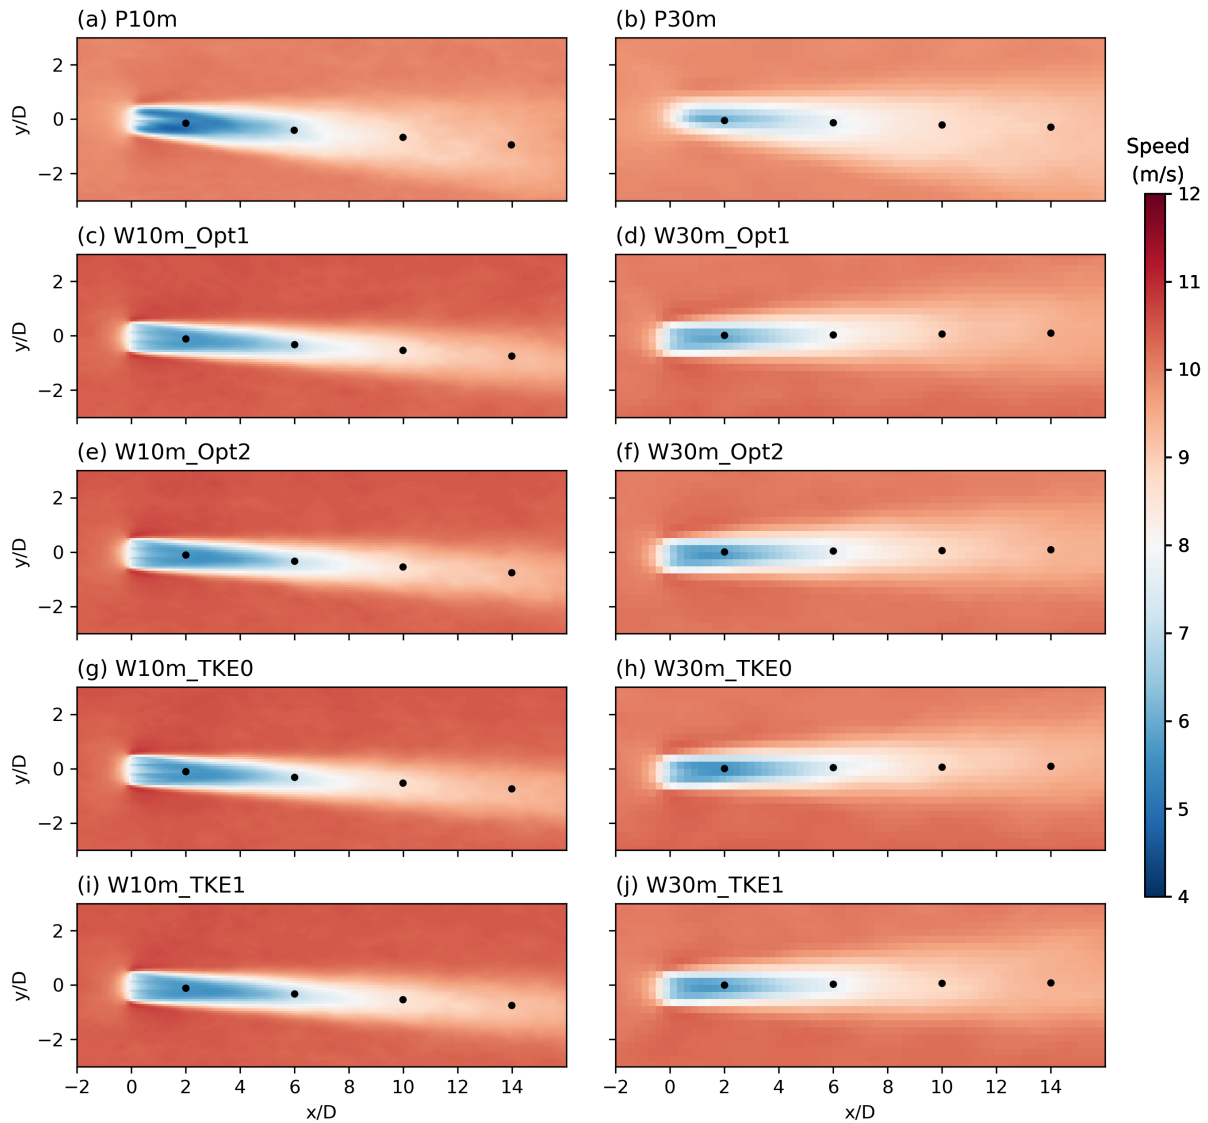 (a) P10m
(b) P30m
2
0
−2
y/D
(c) W10m_Opt1
(d) W30m_Opt1
2
0
−2
y/D
(e) W10m_Opt2
(f) W30m_Opt2
2
0
−2
y/D
(g) W10m_TKE0
(h) W30m_TKE0
2
0
−2
y/D
(i) W10m_TKE1
(j) W30m_TKE1
2
0
−2
y/D
−2 0 2 4 6 8 10 12 14
x/D
−2 0 2 4 6 8 10 12 14
x/D
Speed
(m/s)
12
11
10
9
8
7
6
5
4